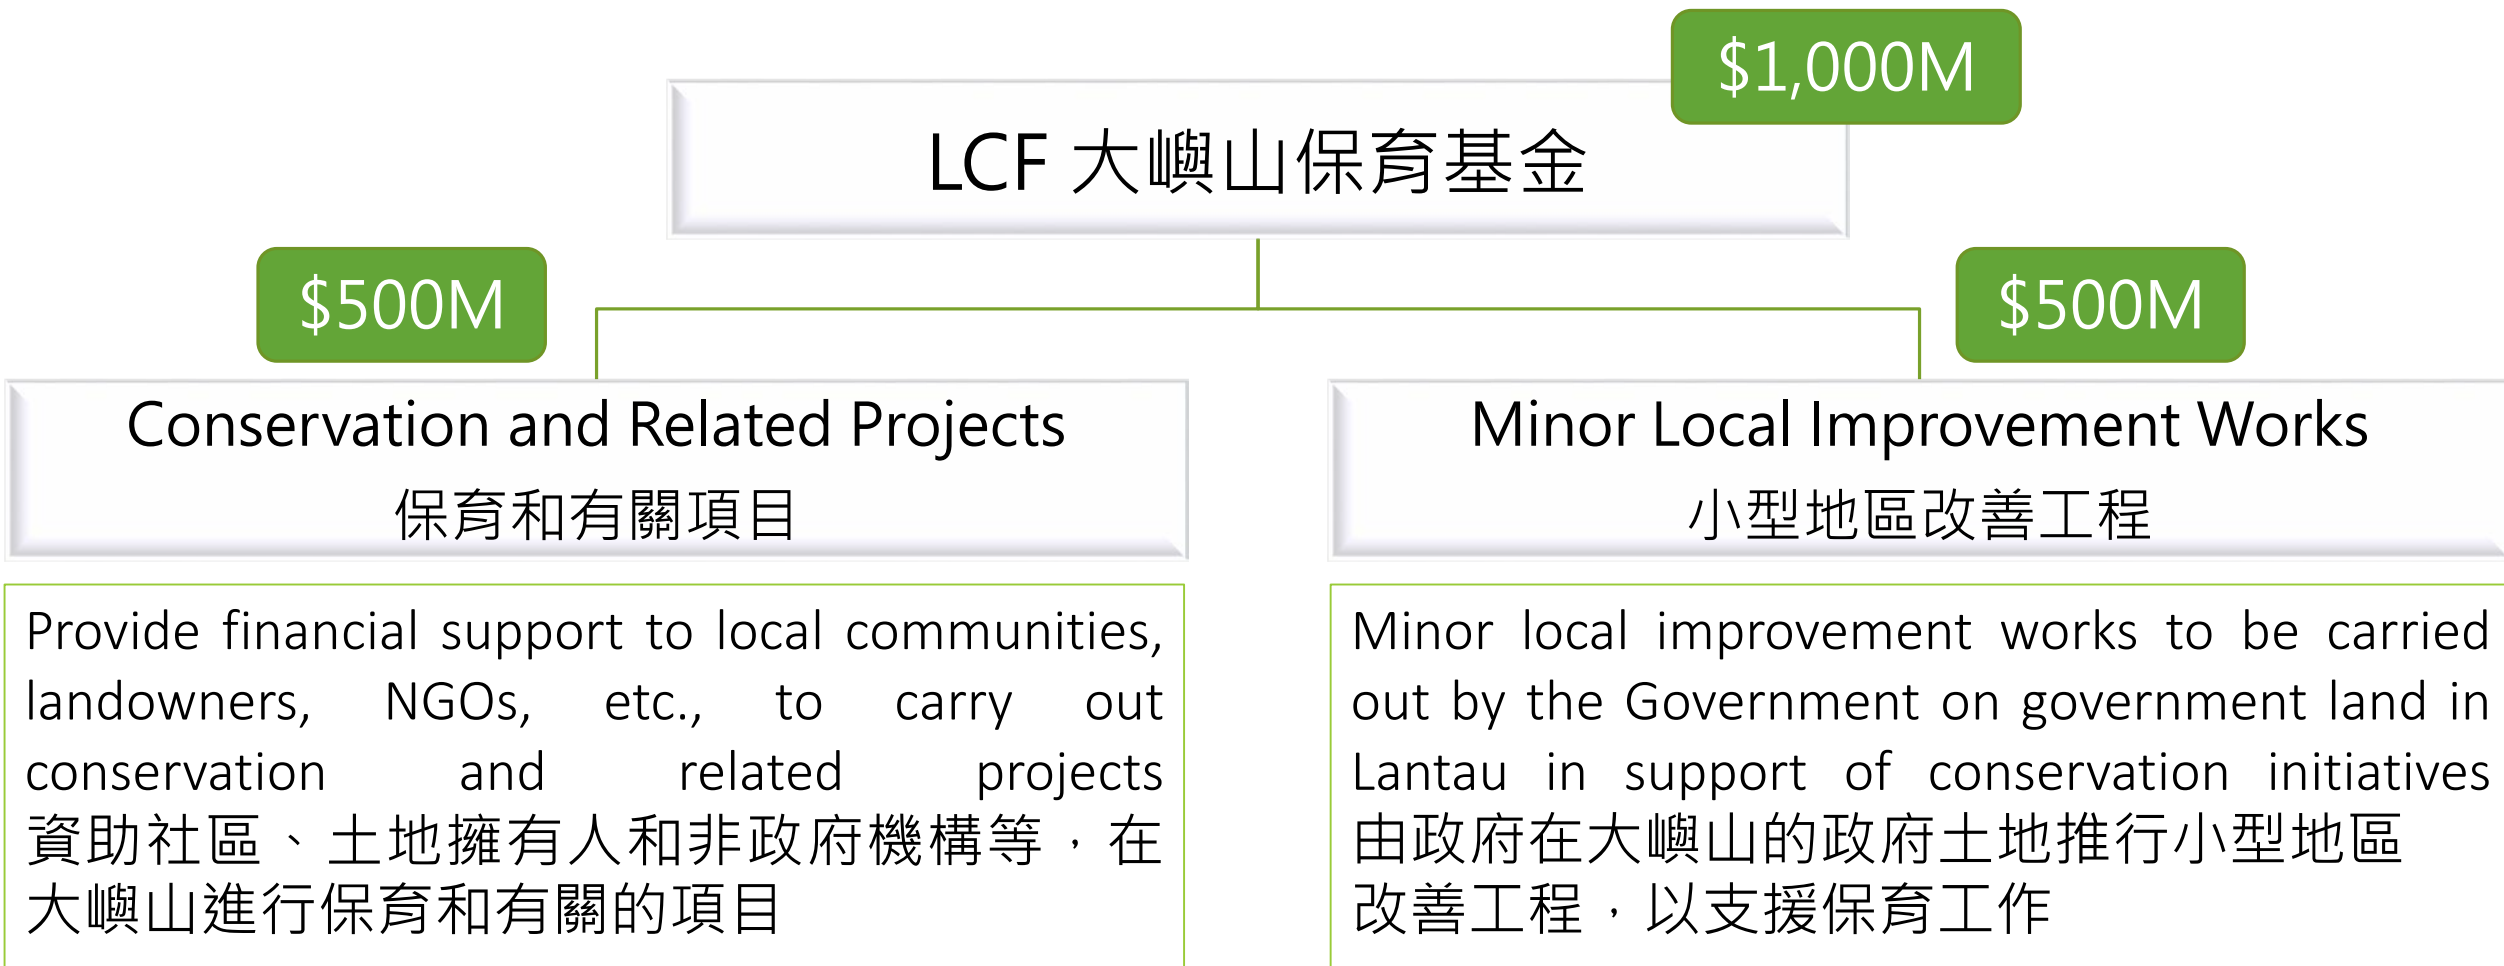 $1,000M
LCF 大嶼山保育基金
$500M
$500M
Conservation and Related Projects
保育和有關項目
Provide financial support to local communities,
landowners, NGOs, etc., to carry out
conservation and related projects
資助社區、土地擁有人和非政府機構等，在
大嶼山進行保育和有關的項目
Minor Local Improvement Works
小型地區改善工程
Minor local improvement works to be carried
out by the Government on government land in
Lantau in support of conservation initiatives
由政府在大嶼山的政府土地推行小型地區
改善工程，以支援保育工作